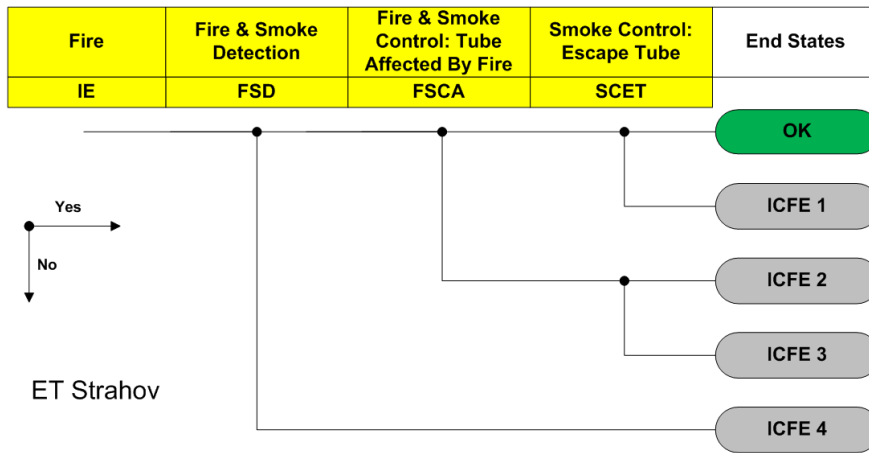 Fire
Fire & Smoke
Detection
Fire & Smoke
Control: Tube
Affected By Fire
Smoke Control:
Escape Tube
End States
IE
FSD
FSCA
SCET
OK
ICFE 1
Yes
No
ICFE 2
ICFE 3
ET Strahov
ICFE 4